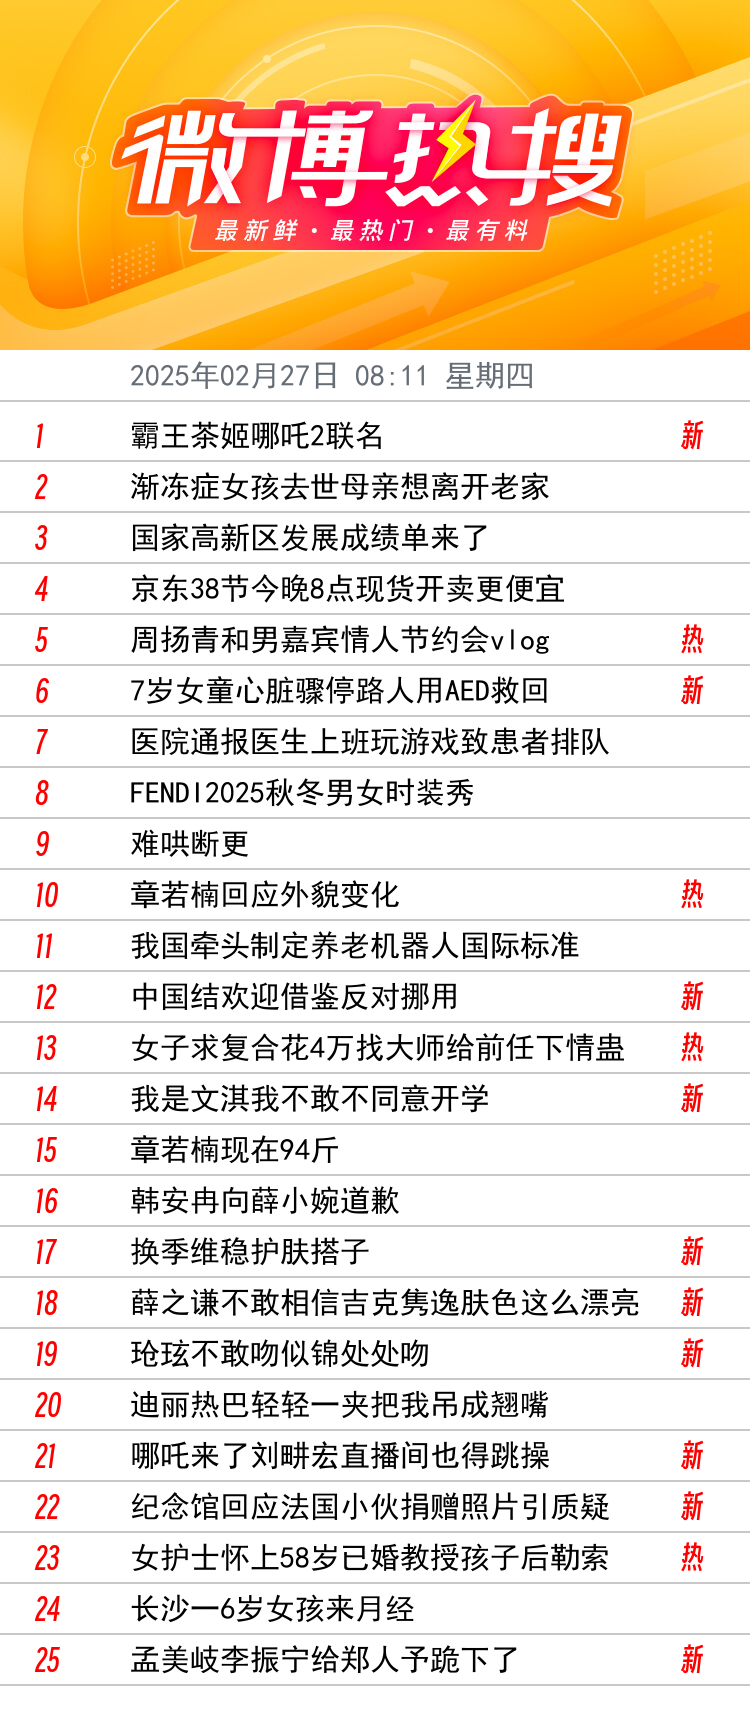 微博热搜
最新鲜·最热门·最有料
2025年02月27日 08:11 星期四
1 霸王茶姬哪吒2联名 新
2 渐冻症女孩去世母亲想离开老家
3 国家高新区发展成绩单来了
4 京东38节今晚8点现货开卖更便宜
5 周扬青和男嘉宾情人节约会vlog 热
6 7岁女童心脏骤停路人用AED救回 新
7 医院通报医生上班玩游戏致患者排队
8 FENDI2025秋冬男女时装秀
9 难哄断更
10 章若楠回应外貌变化 热
11 我国牵头制定养老机器人国际标准
12 中国结欢迎借鉴反对挪用 新
13 女子求复合花4万找大师给前任下情蛊 热
14 我是文淇我不敢不同意开学 新
15 章若楠现在94斤
16 韩安冉向薛小婉道歉
17 换季维稳护肤搭子 新
18 薛之谦不敢相信吉克隽逸肤色这么漂亮 新
19 玱玹不敢吻似锦处处吻 新
20 迪丽热巴轻轻一夹把我吊成翘嘴
21 哪吒来了刘畊宏直播间也得跳操 新
22 纪念馆回应法国小伙捐赠照片引质疑 新
23 女护士怀上58岁已婚教授孩子后勒索 热
24 长沙一6岁女孩来月经
25 孟美岐李振宁给郑人予跪下了 新